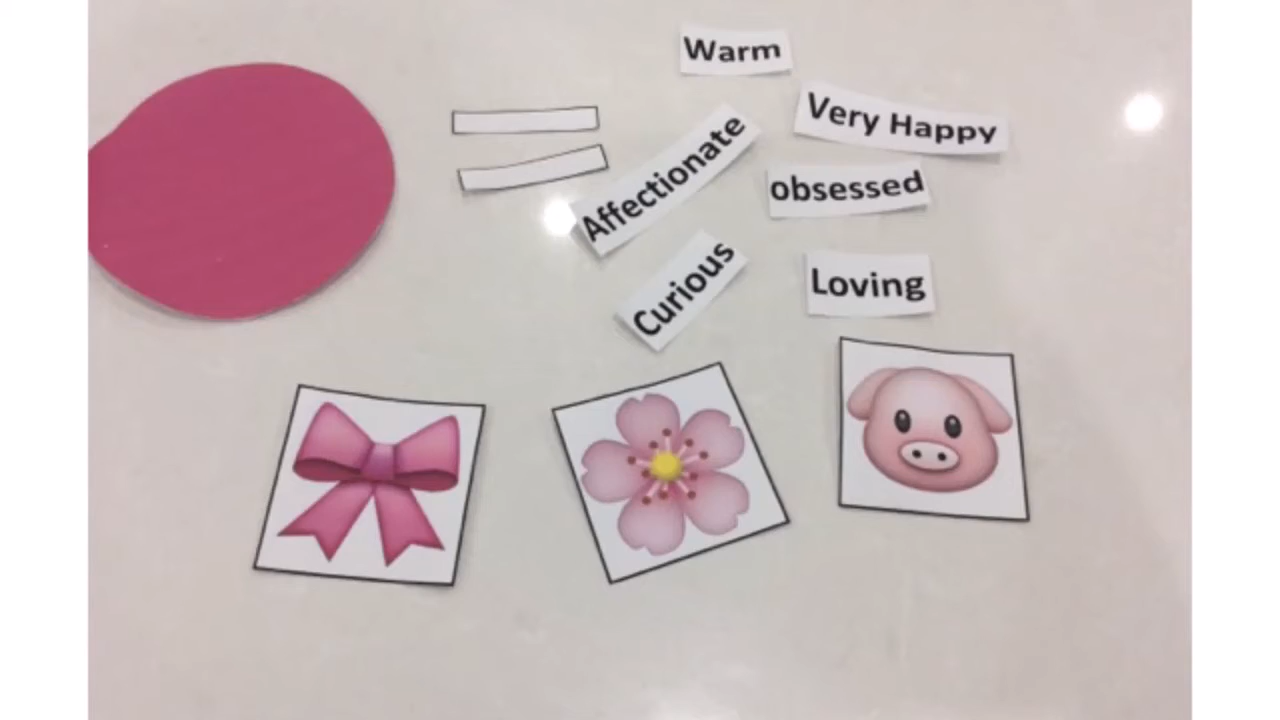 Warm
Very Happy
Affectionate
obsessed
Curious
Loving